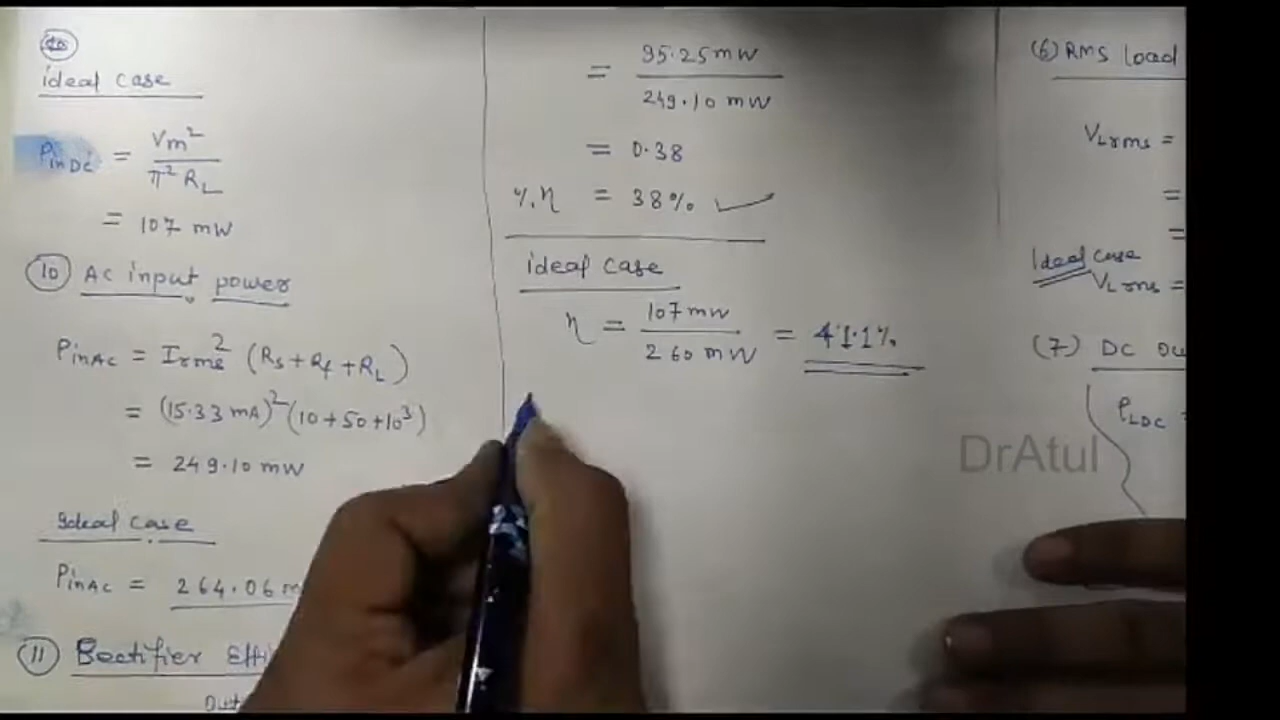 ideal case
PinDC = Vm² / π² RL
= 107 mW
10 AC input power
PinAC = Irms² (Rs + Rf + RL)
= (15.33 mA)² (10 + 50 + 10³)
= 249.10 mW
Ideal case
PinAC = 264.06 m
11 Rectifier Effi
Out
= 95.25 mW / 249.10 mW
= 0.38
%η = 38% ✓
ideal case
η = 107 mW / 260 mW = 41.1%
(6) RMS load
VLrms =
=
=
Ideal case
VLrms =
(7) DC Ou
PLDC =
DrAtul